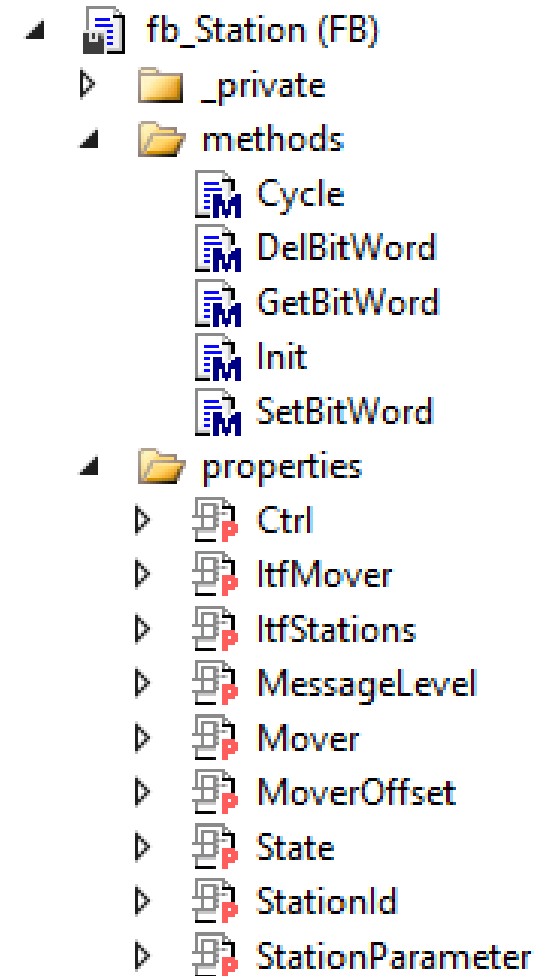 fb_Station (FB)
_private
methods
Cycle
DelBitWord
GetBitWord
Init
SetBitWord
properties
Ctrl
ItfMover
ItfStations
MessageLevel
Mover
MoverOffset
State
StationId
StationParameter